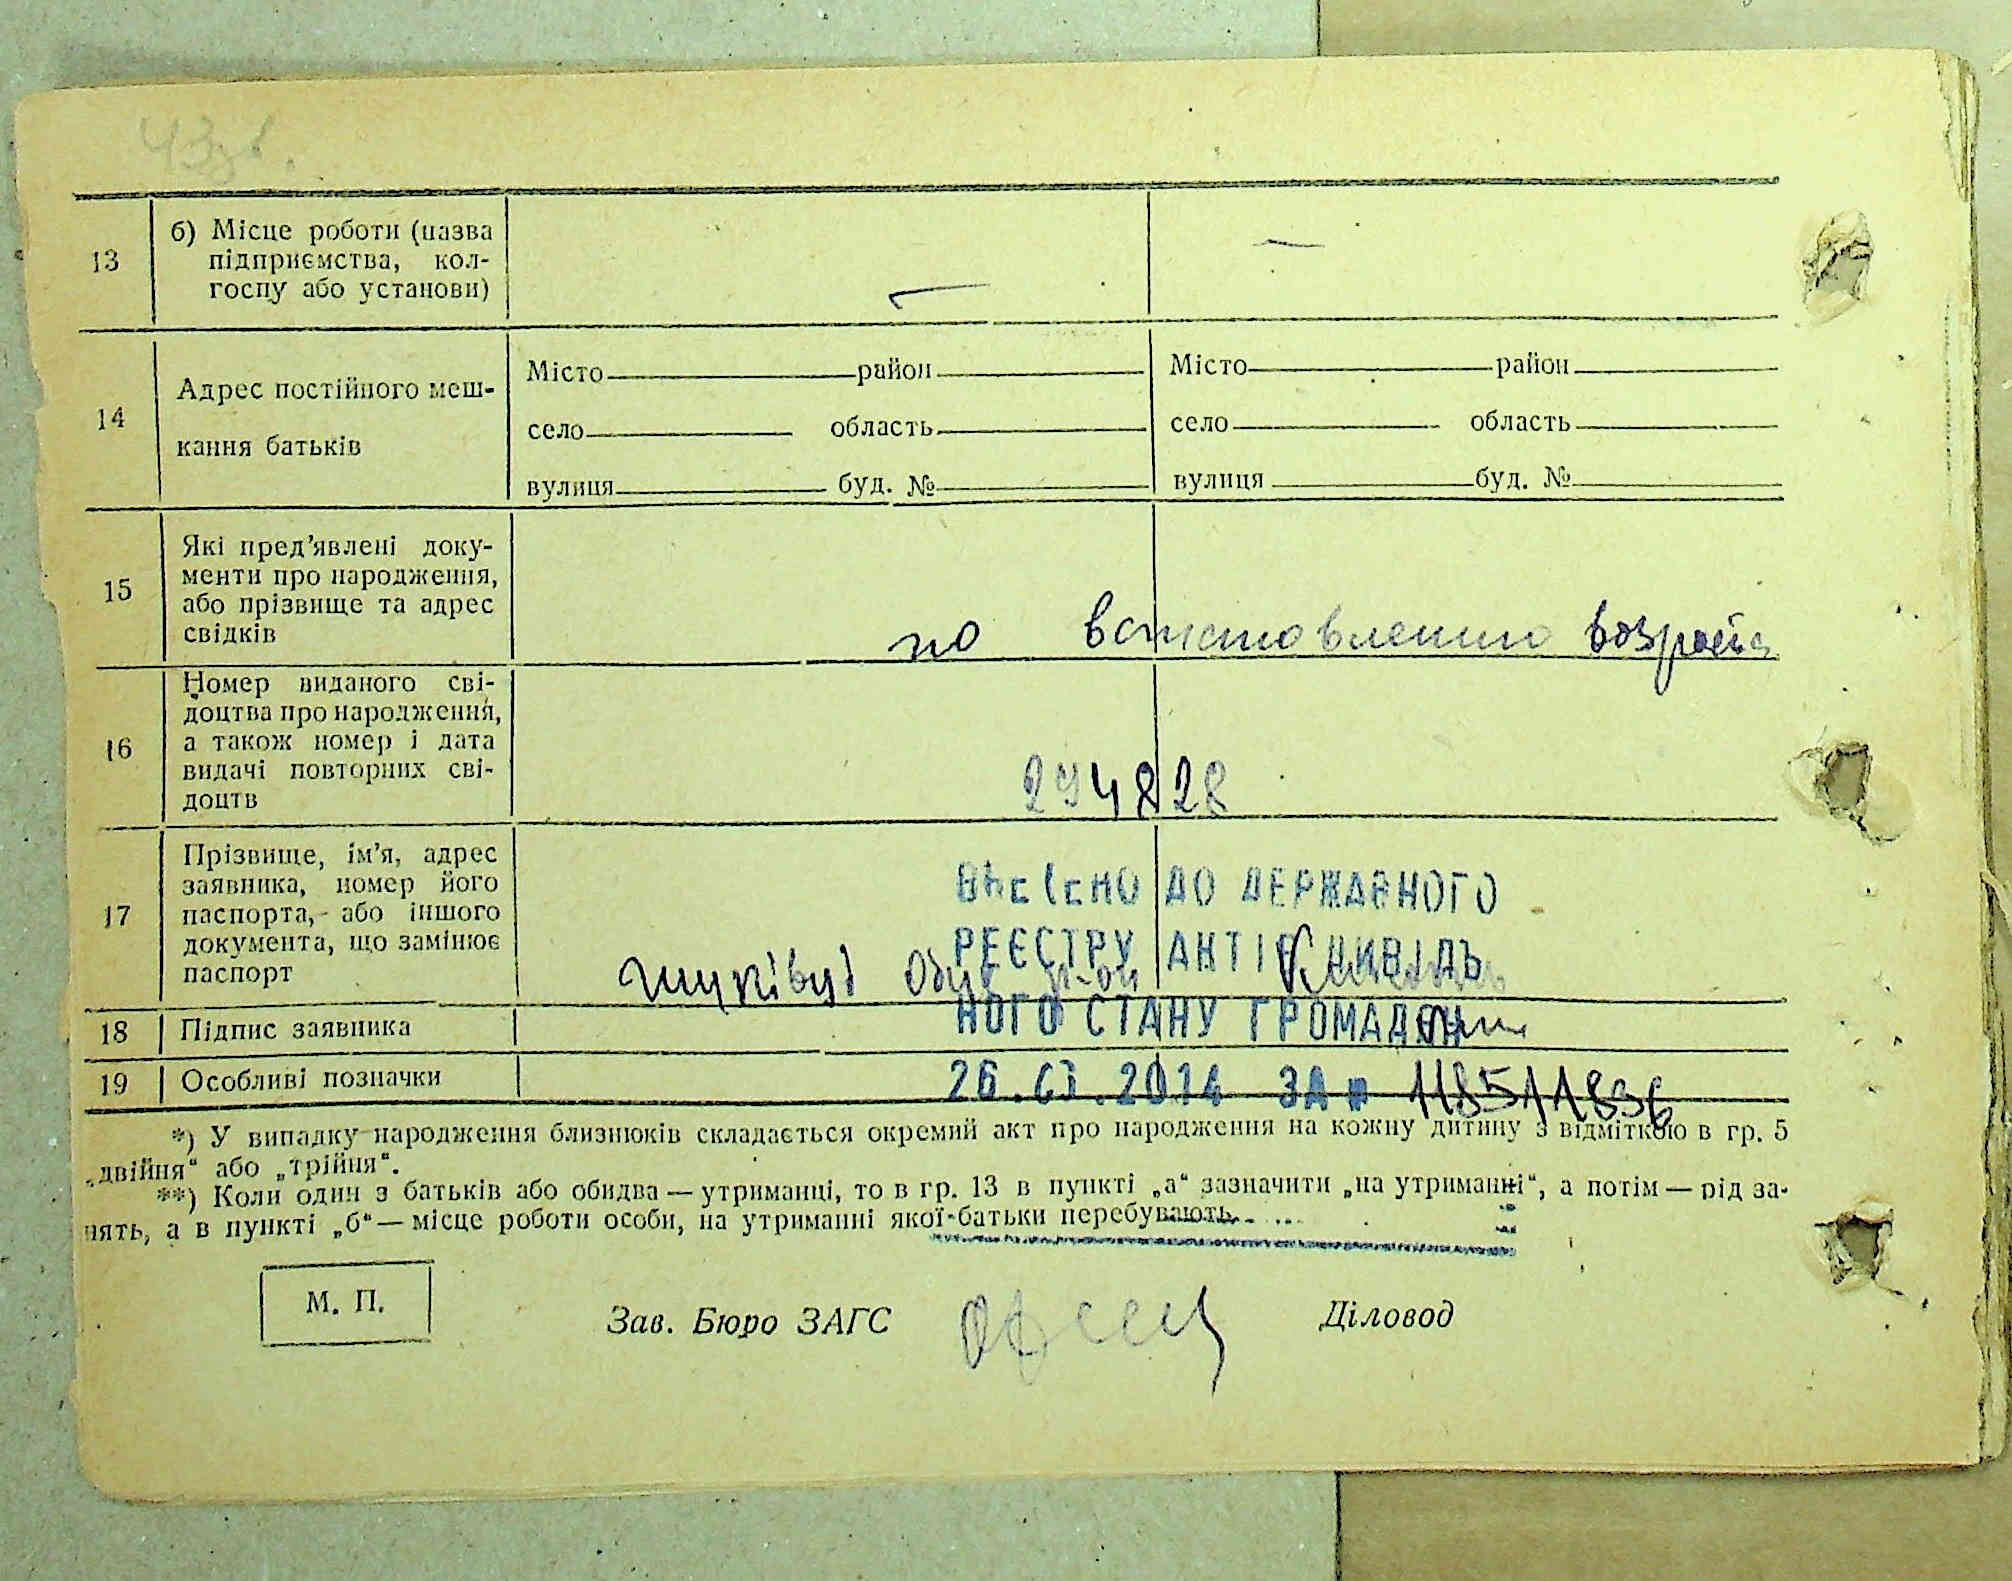 43зв.
13
б) Місце роботи (назва
підприємства, кол-
госпу або установи)
—
—
14
Адрес постійного меш-
кання батьків
Місто район
село область
вулиця буд. №
Місто район
село область
вулиця буд. №
15
Які пред'явлені доку-
менти про народження,
або прізвище та адрес
свідків
по возраста
16
Номер виданого сві-
доцтва про народження,
а також номер і дата
видачі повторних сві-
доцтв
294828
17
Прізвище, ім'я, адрес
заявника, номер його
паспорта, або іншого
документа, що замінює
паспорт
ВНЕСЕНО ДО ДЕРЖАВНОГО
РЕЄСТРУ АКТІВ ЦИВІЛЬ
НОГО СТАНУ ГРОМАДЯН
18
Підпис заявника
19
Особливі позначки
26.03.2014 ЗА № 118511836
*) У випадку народження близнюків складається окремий акт про народження на кожну дитину з відміткою в гр. 5
„двійня“ або „трійня“.
**) Коли один з батьків або обидва — утриманці, то в гр. 13 в пункті „а“ зазначити „на утриманні“, а потім — рід за-
нять, а в пункті „б“ — місце роботи особи, на утриманні якої батьки перебувають.
М. П.
Зав. Бюро ЗАГС
Діловод